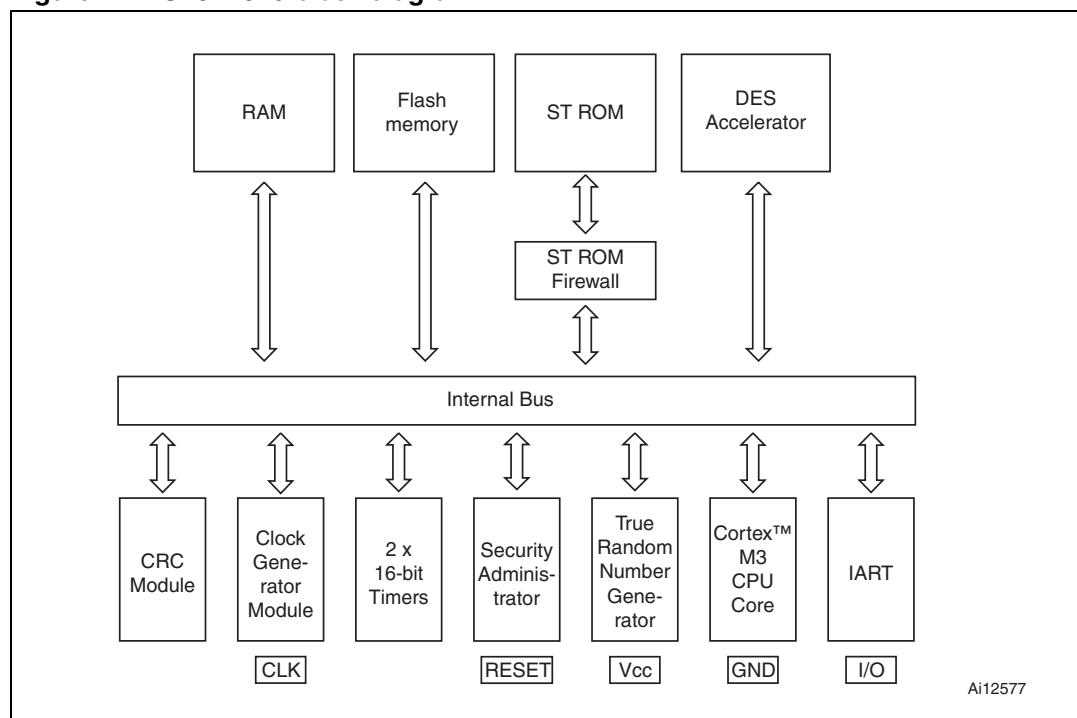 RAM
Flash
memory
ST ROM
DES
Accelerator
ST ROM
Firewall
Internal Bus
CRC
Module
Clock
Gene-
rator
Module
2 x
16-bit
Timers
Security
Adminis-
trator
True
Random
Number
Gene-
rator
Cortex™
M3
CPU
Core
IART
CLK
RESET
Vcc
GND
I/O
Ai12577